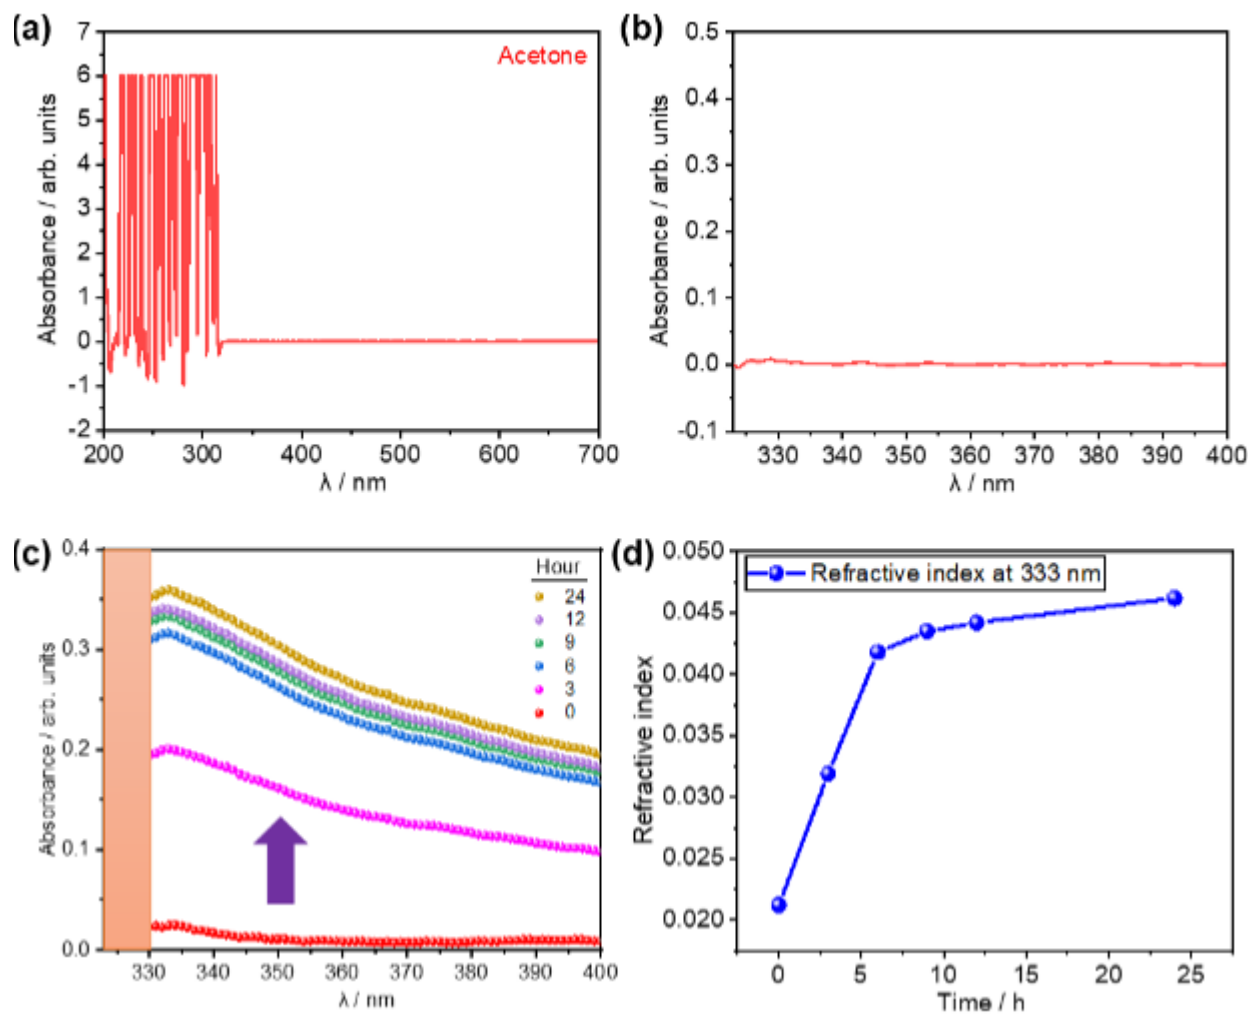 (a)
7
6
5
4
3
2
1
0
-1
-2
Absorbance / arb. units
Acetone
200 300 400 500 600 700
λ / nm
(b)
0.5
0.4
0.3
0.2
0.1
0.0
-0.1
Absorbance / arb. units
330 340 350 360 370 380 390 400
λ / nm
(c)
0.4
0.3
0.2
0.1
0.0
Absorbance / arb. units
Hour
24
12
9
6
3
0
330 340 350 360 370 380 390 400
λ / nm
(d)
0.050
0.045
0.040
0.035
0.030
0.025
0.020
Refractive index
Refractive index at 333 nm
0 5 10 15 20 25
Time / h